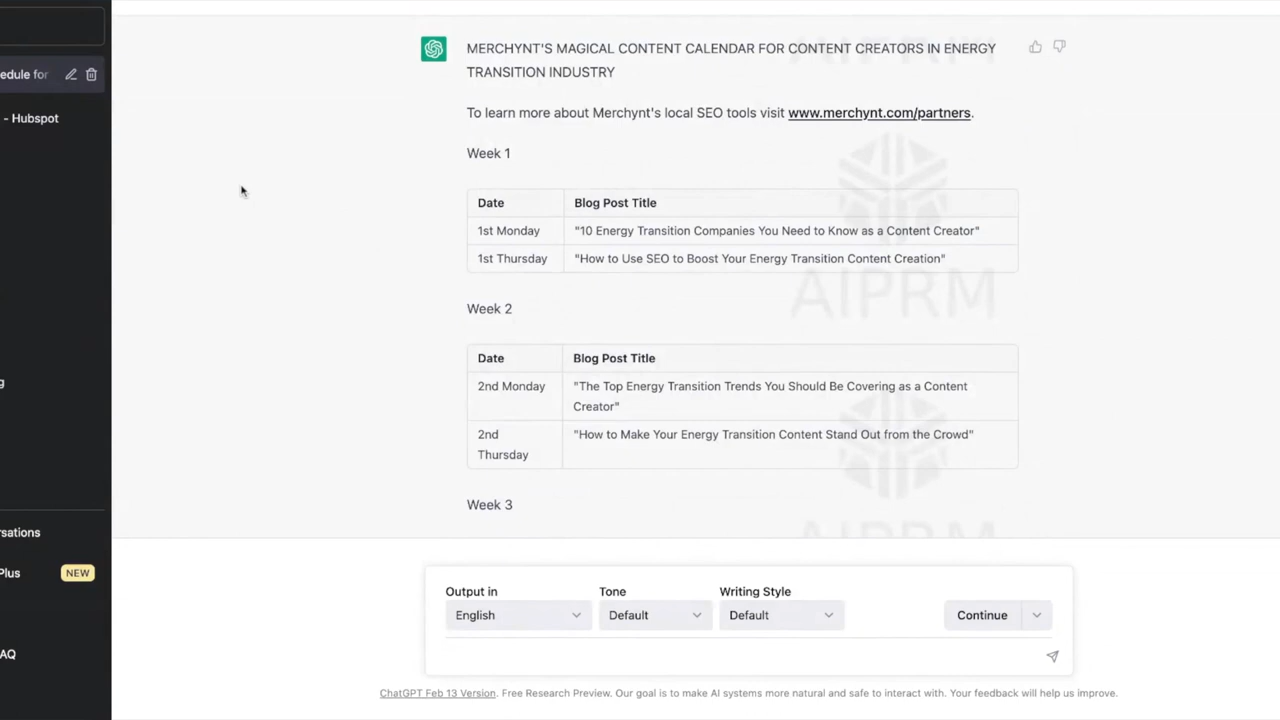 MERCHYNT'S MAGICAL CONTENT CALENDAR FOR CONTENT CREATORS IN ENERGY
TRANSITION INDUSTRY
edule for
- Hubspot
To learn more about Merchynt's local SEO tools visit www.merchynt.com/partners.
Week 1
Date Blog Post Title
1st Monday "10 Energy Transition Companies You Need to Know as a Content Creator"
1st Thursday "How to Use SEO to Boost Your Energy Transition Content Creation"
AIPRM
Week 2
Date Blog Post Title
2nd Monday "The Top Energy Transition Trends You Should Be Covering as a Content
Creator"
2nd "How to Make Your Energy Transition Content Stand Out from the Crowd"
Thursday
Week 3
AIPRM
g
rsations
Plus NEW
AQ
Output in Tone Writing Style
English Default Default Continue
ChatGPT Feb 13 Version. Free Research Preview. Our goal is to make AI systems more natural and safe to interact with. Your feedback will help us improve.